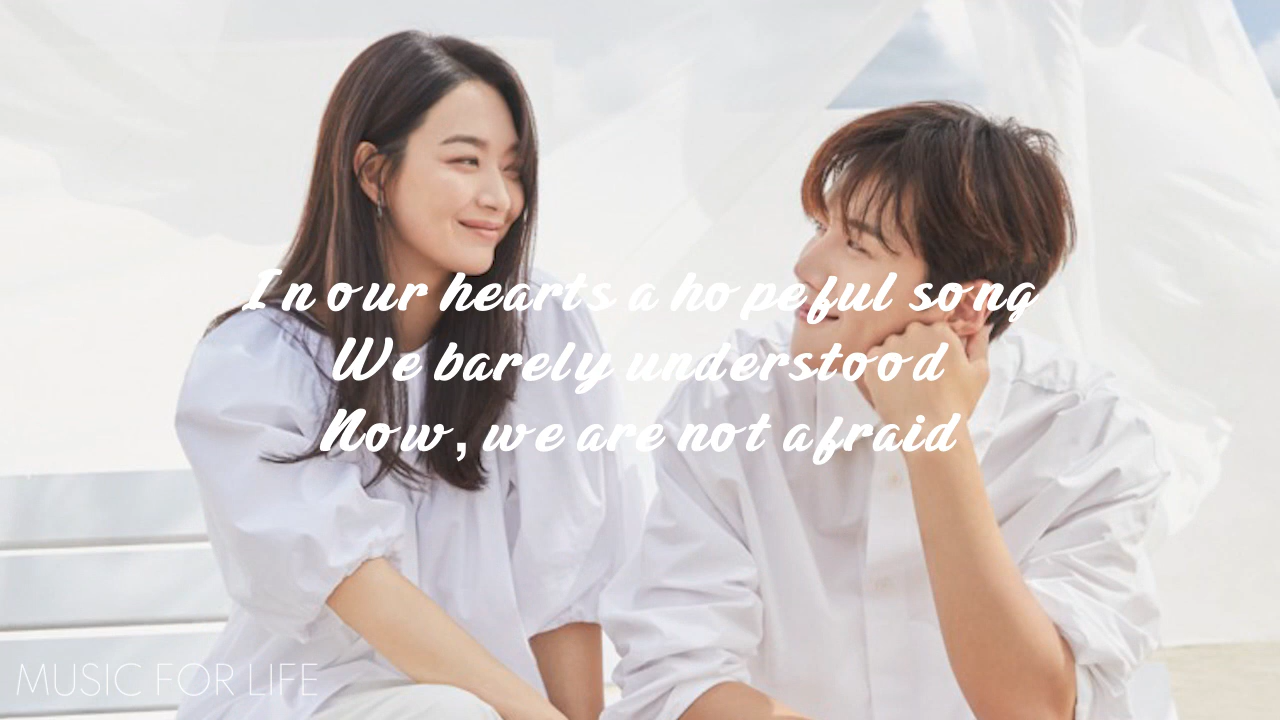 In our hearts a hopeful song
We barely understood
Now, we are not afraid
MUSIC FOR LIFE